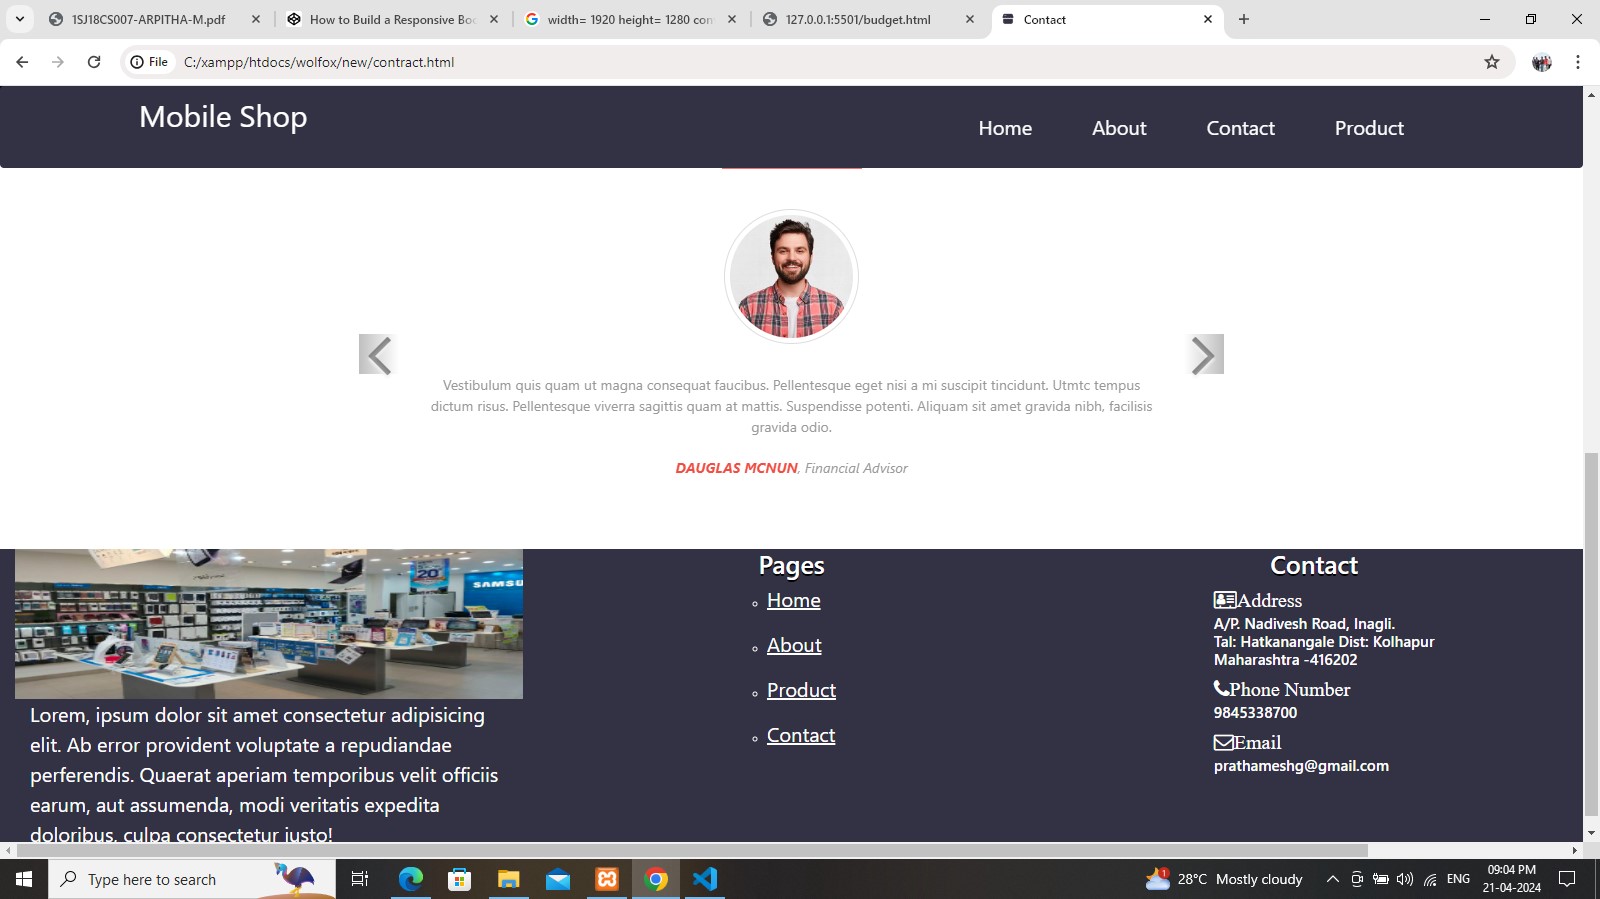 1SJ18CS007-ARPITHA-M.pdf
How to Build a Responsive Boo
width= 1920 height= 1280 con
127.0.0.1:5501/budget.html
Contact
File
C:/xampp/htdocs/wolfox/new/contract.html
Mobile Shop
Home About Contact Product
Vestibulum quis quam ut magna consequat faucibus. Pellentesque eget nisi a mi suscipit tincidunt. Utmtc tempus
dictum risus. Pellentesque viverra sagittis quam at mattis. Suspendisse potenti. Aliquam sit amet gravida nibh, facilisis
gravida odio.
DAUGLAS MCNUN, Financial Advisor
20
SAMSU
Lorem, ipsum dolor sit amet consectetur adipisicing
elit. Ab error provident voluptate a repudiandae
perferendis. Quaerat aperiam temporibus velit officiis
earum, aut assumenda, modi veritatis expedita
doloribus, culpa consectetur iusto!
Pages
Home
About
Product
Contact
Contact
Address
A/P. Nadivesh Road, Inagli.
Tal: Hatkanangale Dist: Kolhapur
Maharashtra -416202
Phone Number
9845338700
Email
prathameshg@gmail.com
Type here to search
1
28°C Mostly cloudy
ENG
09:04 PM
21-04-2024